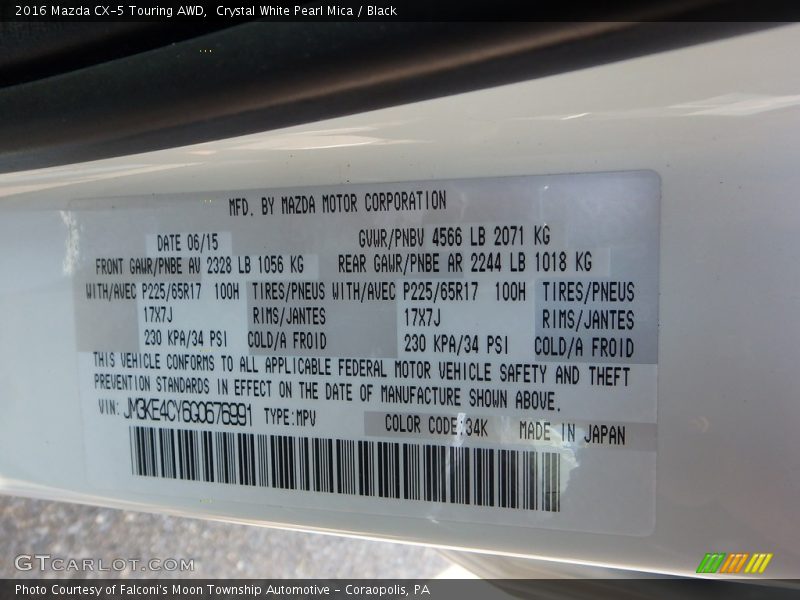 2016 Mazda CX-5 Touring AWD,  Crystal White Pearl Mica / Black
MFD. BY MAZDA MOTOR CORPORATION
DATE 06/15 GVWR/PNBV 4566 LB 2071 KG
FRONT GAWR/PNBE AV 2328 LB 1056 KG REAR GAWR/PNBE AR 2244 LB 1018 KG
WITH/AVEC P225/65R17 100H TIRES/PNEUS WITH/AVEC P225/65R17 100H TIRES/PNEUS
17X7J RIMS/JANTES 17X7J RIMS/JANTES
230 KPA/34 PSI COLD/A FROID 230 KPA/34 PSI COLD/A FROID
THIS VEHICLE CONFORMS TO ALL APPLICABLE FEDERAL MOTOR VEHICLE SAFETY AND THEFT
PREVENTION STANDARDS IN EFFECT ON THE DATE OF MANUFACTURE SHOWN ABOVE.
VIN: JM3KE4CY6G0676991 TYPE:MPV COLOR CODE:34K MADE IN JAPAN
GTCARLOT.COM
Photo Courtesy of Falconi's Moon Township Automotive - Coraopolis, PA